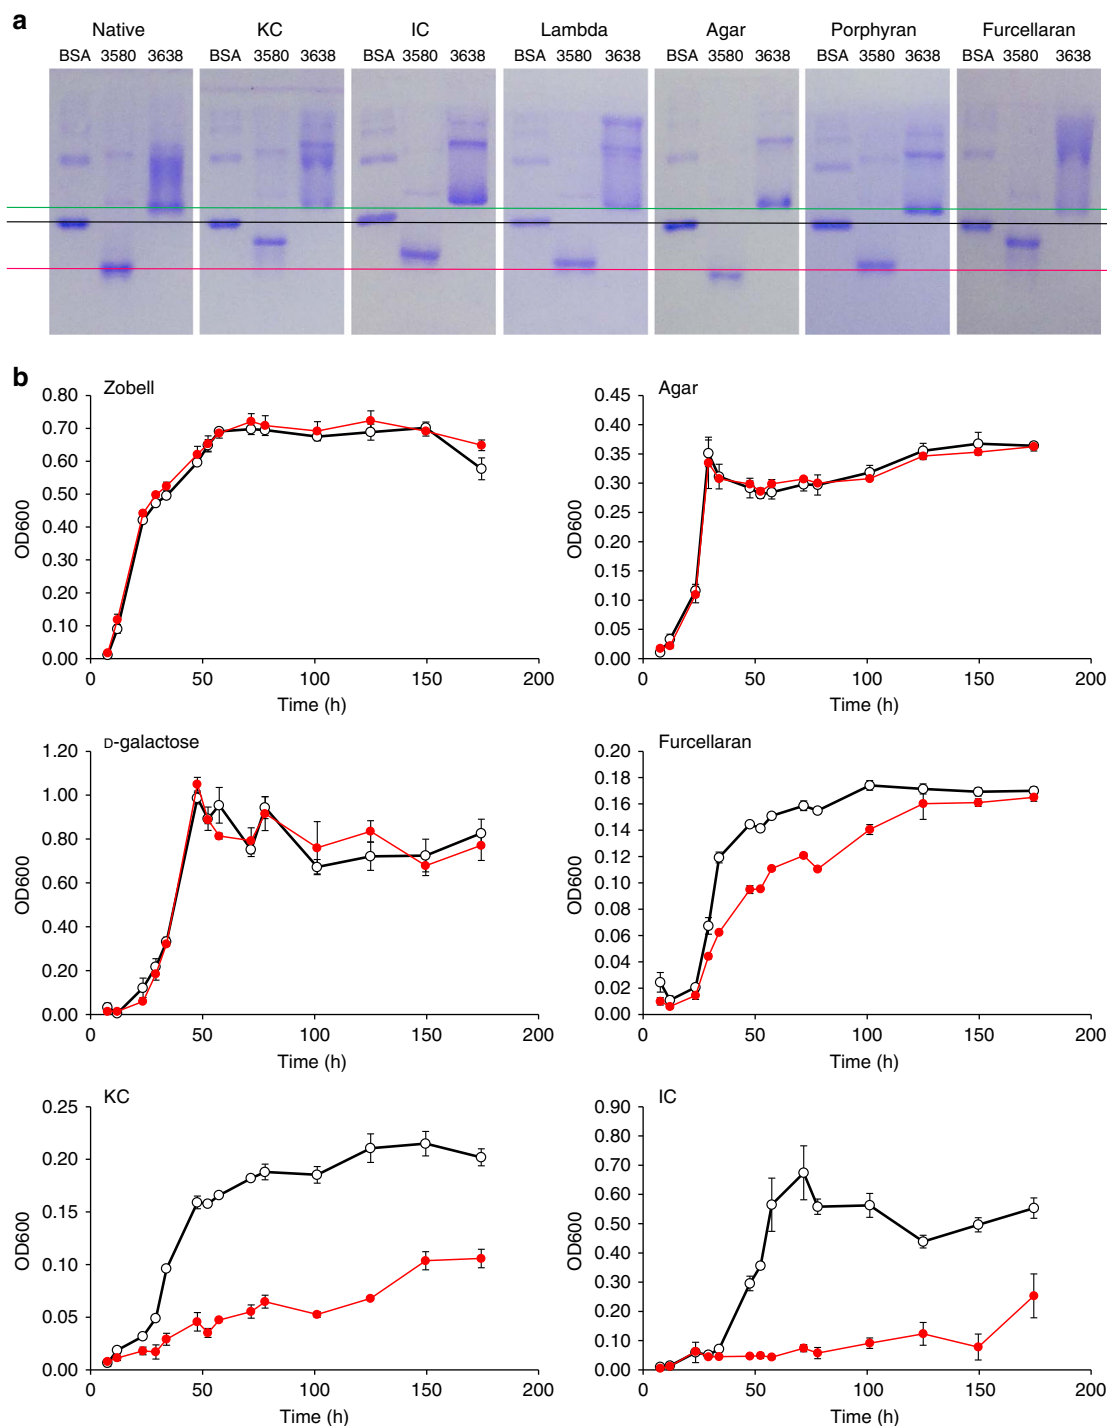 a
Native KC IC Lambda Agar Porphyran Furcellaran
BSA 3580 3638 BSA 3580 3638 BSA 3580 3638 BSA 3580 3638 BSA 3580 3638 BSA 3580 3638 BSA 3580 3638
b
Zobell
OD600
0.80
0.70
0.60
0.50
0.40
0.30
0.20
0.10
0.00
0 50 100 150 200
Time (h)
Agar
OD600
0.45
0.40
0.35
0.30
0.25
0.20
0.15
0.10
0.05
0.00
0 50 100 150 200
Time (h)
D-galactose
OD600
1.20
1.00
0.80
0.60
0.40
0.20
0.00
0 50 100 150 200
Time (h)
Furcellaran
OD600
0.20
0.18
0.16
0.14
0.12
0.10
0.08
0.06
0.04
0.02
0.00
0 50 100 150 200
Time (h)
KC
OD600
0.25
0.20
0.15
0.10
0.05
0.00
0 50 100 150 200
Time (h)
IC
OD600
0.90
0.80
0.70
0.60
0.50
0.40
0.30
0.20
0.10
0.00
0 50 100 150 200
Time (h)